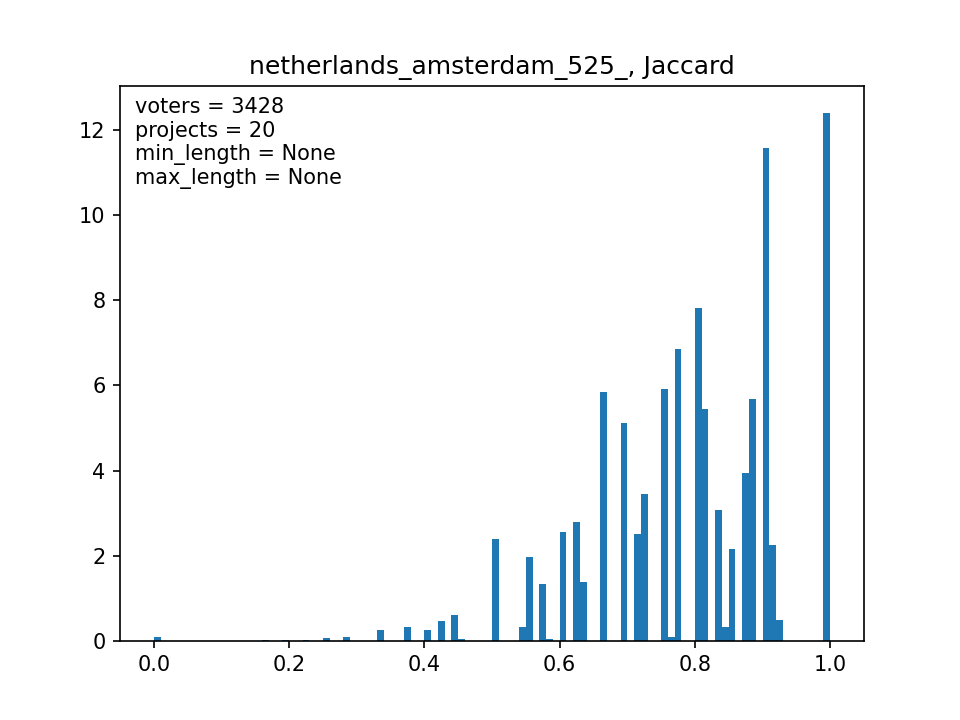 netherlands_amsterdam_525_, Jaccard
voters = 3428
projects = 20
min_length = None
max_length = None
12
10
8
6
4
2
0
0.0 0.2 0.4 0.6 0.8 1.0